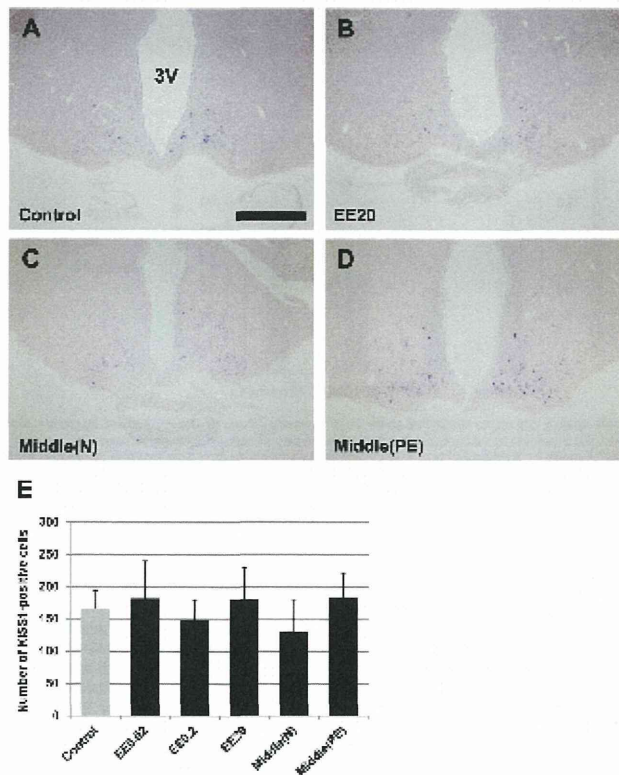 A
B
3V
Control
EE20
C
D
Middle(N)
Middle(PE)
E
Number of KISS1-positive cells
300
250
200
150
100
50
0
Control
EE0.02
EE0.2
EE20
Middle(N)
Middle(PE)